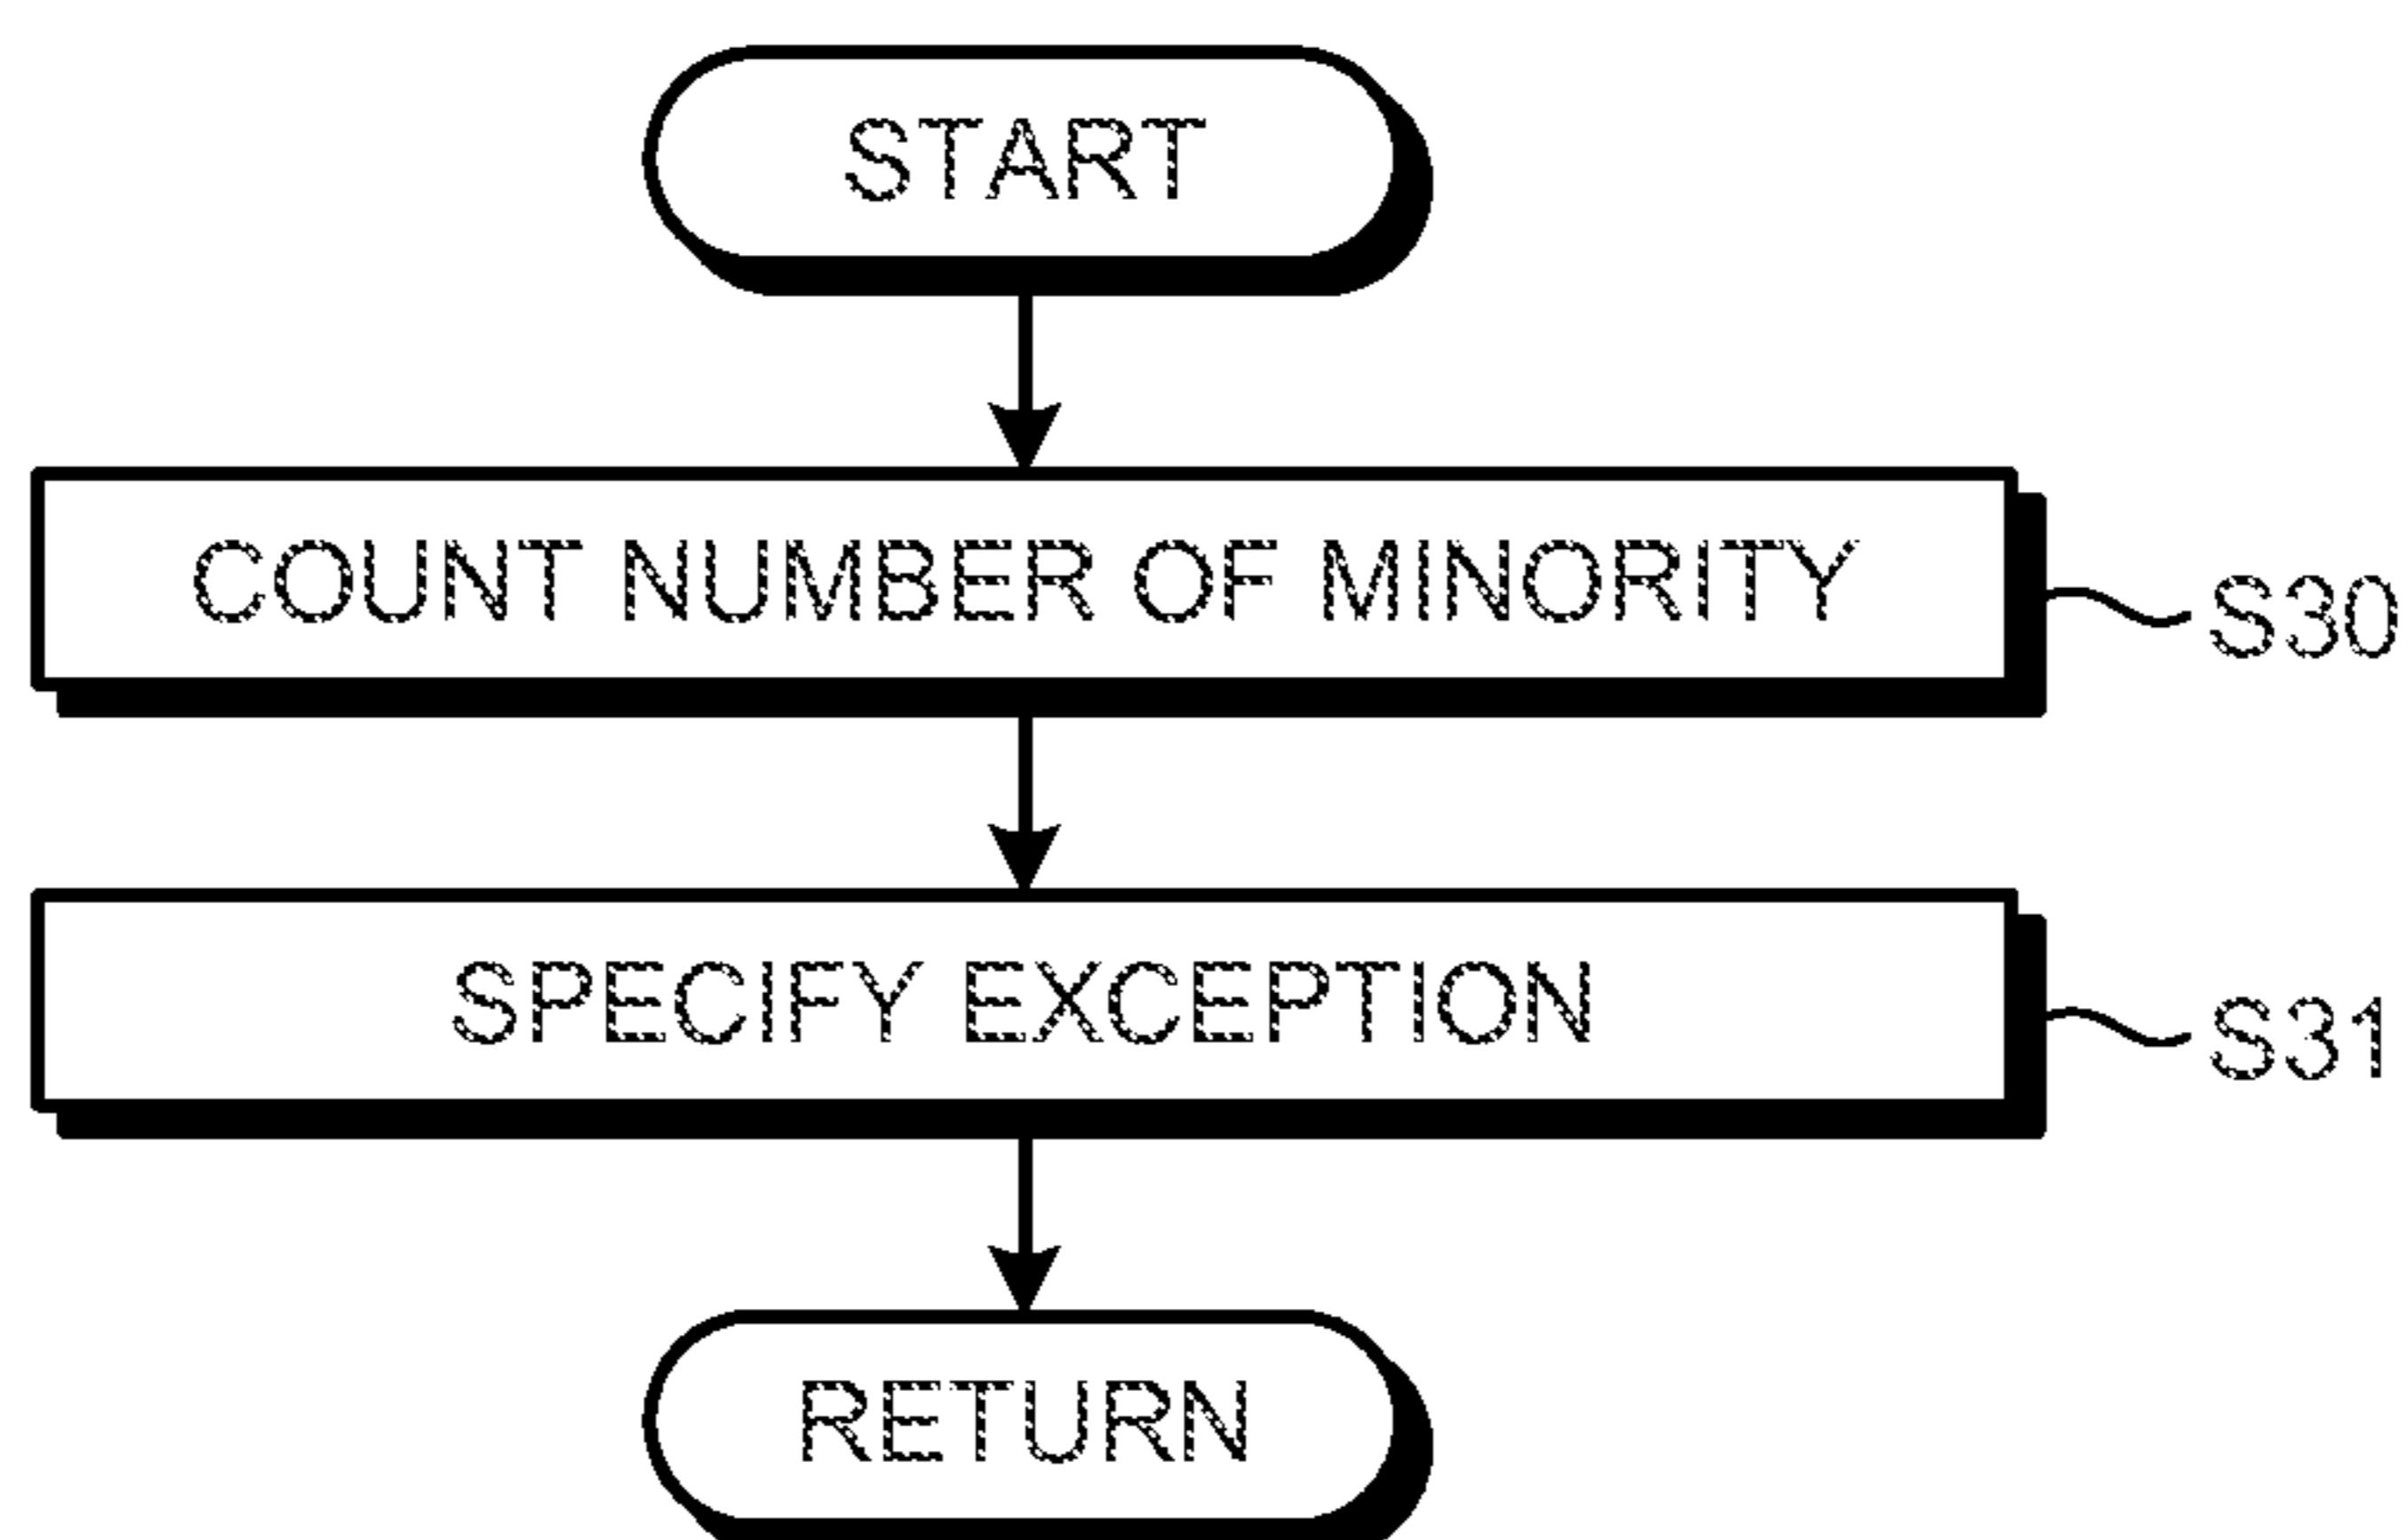 START
COUNT NUMBER OF MINORITY
S30
SPECIFY EXCEPTION
S31
RETURN